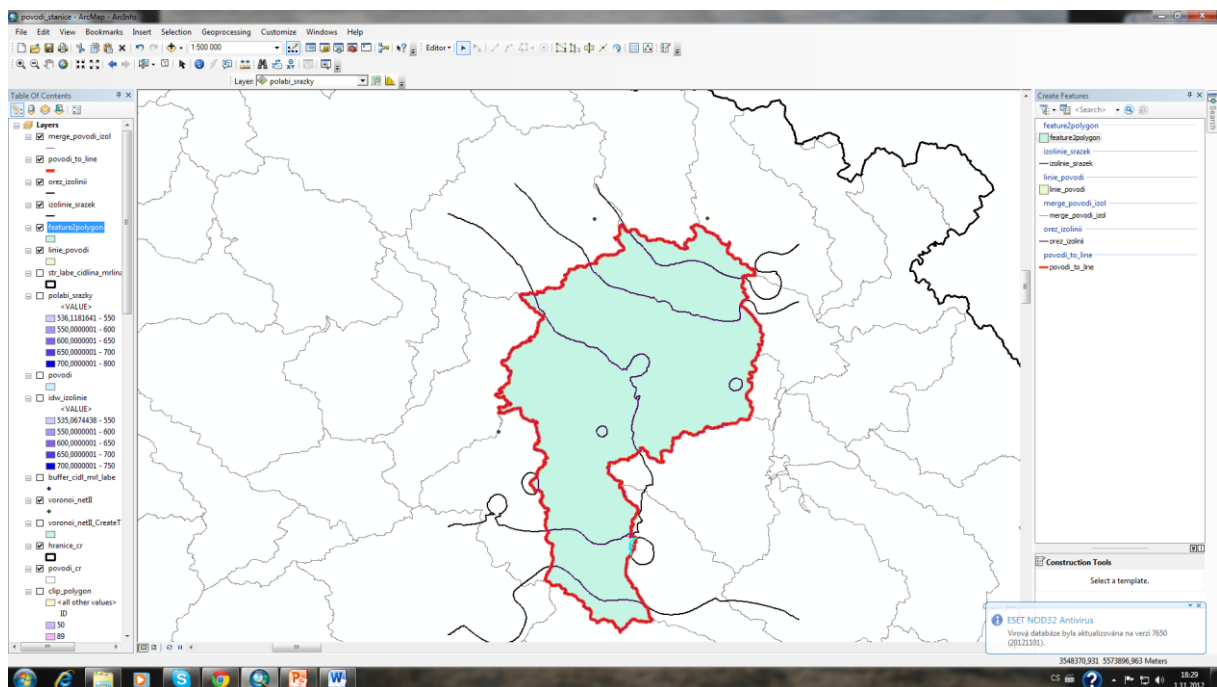 povodi_stanice - ArcMap - ArcInfo
File Edit View Bookmarks Insert Selection Geoprocessing Customize Windows Help
1:500 000
Editor
Layer: polabi_srazky
Table Of Contents
Layers
merge_povodi_izol
povodi_to_line
orez_izolinii
izolinie_srazek
feature2polygon
linie_povodi
str_labe_cidlina_mrlina
polabi_srazky
<VALUE>
536,1181641 - 550
550,0000001 - 600
600,0000001 - 650
650,0000001 - 700
700,0000001 - 800
povodi
idw_izolinie
<VALUE>
535,0674438 - 550
550,0000001 - 600
600,0000001 - 650
650,0000001 - 700
700,0000001 - 750
buffer_cidl_mrl_labe
voronoi_netII
voronoi_netII_CreateT
hranice_cr
povodi_cr
clip_polygon
<all other values>
ID
50
89
Create Features
<Search>
Search
feature2polygon
feature2polygon
izolinie_srazek
izolinie_srazek
linie_povodi
linie_povodi
merge_povodi_izol
merge_povodi_izol
orez_izolinii
orez_izolinii
povodi_to_line
povodi_to_line
Construction Tools
Select a template.
ESET NOD32 Antivirus
Virová databáze byla aktualizována na verzi 7650
(20121101).
3548370,931 5573896,963 Meters
CS
18:29
1.11.2012